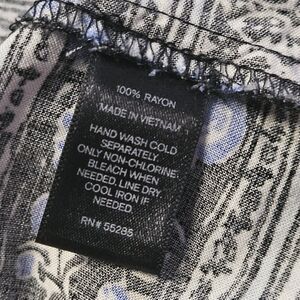 100% RAYON
MADE IN VIETNAM
HAND WASH COLD
SEPARATELY
ONLY NON-CHLORINE
BLEACH WHEN
NEEDED, LINE DRY
COOL IRON IF
NEEDED.
RN# 55285